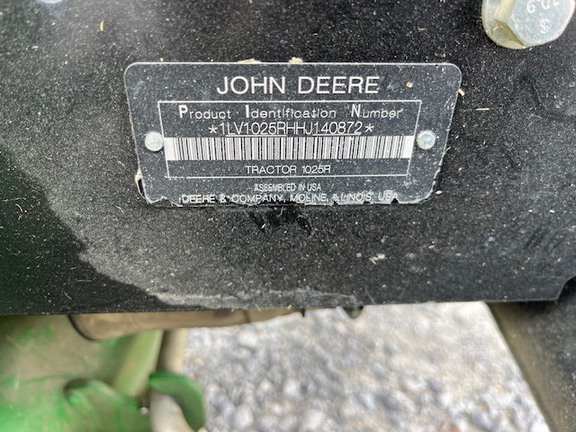 JOHN DEERE
Product Identification Number
*1LV1025RHHJ140872*
TRACTOR 1025R
ASSEMBLED IN USA
DEERE & COMPANY, MOLINE, ILLINOIS, USA